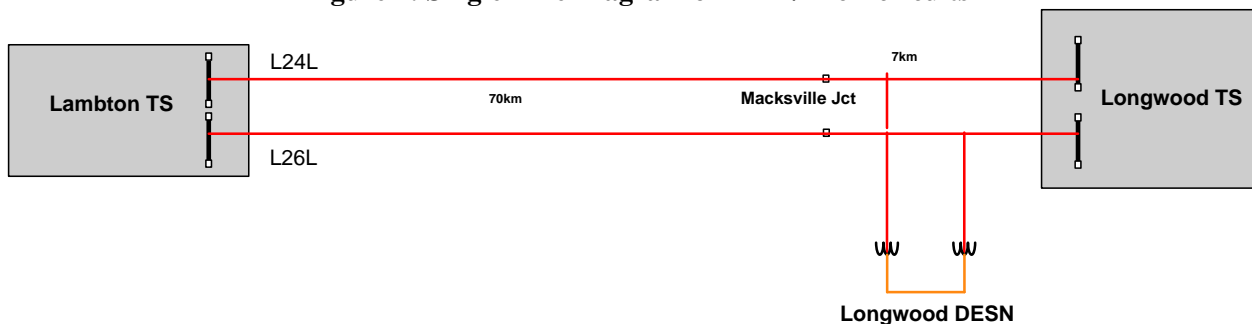 L24L
7km
Lambton TS
70km
Macksville Jct
Longwood TS
L26L
Longwood DESN